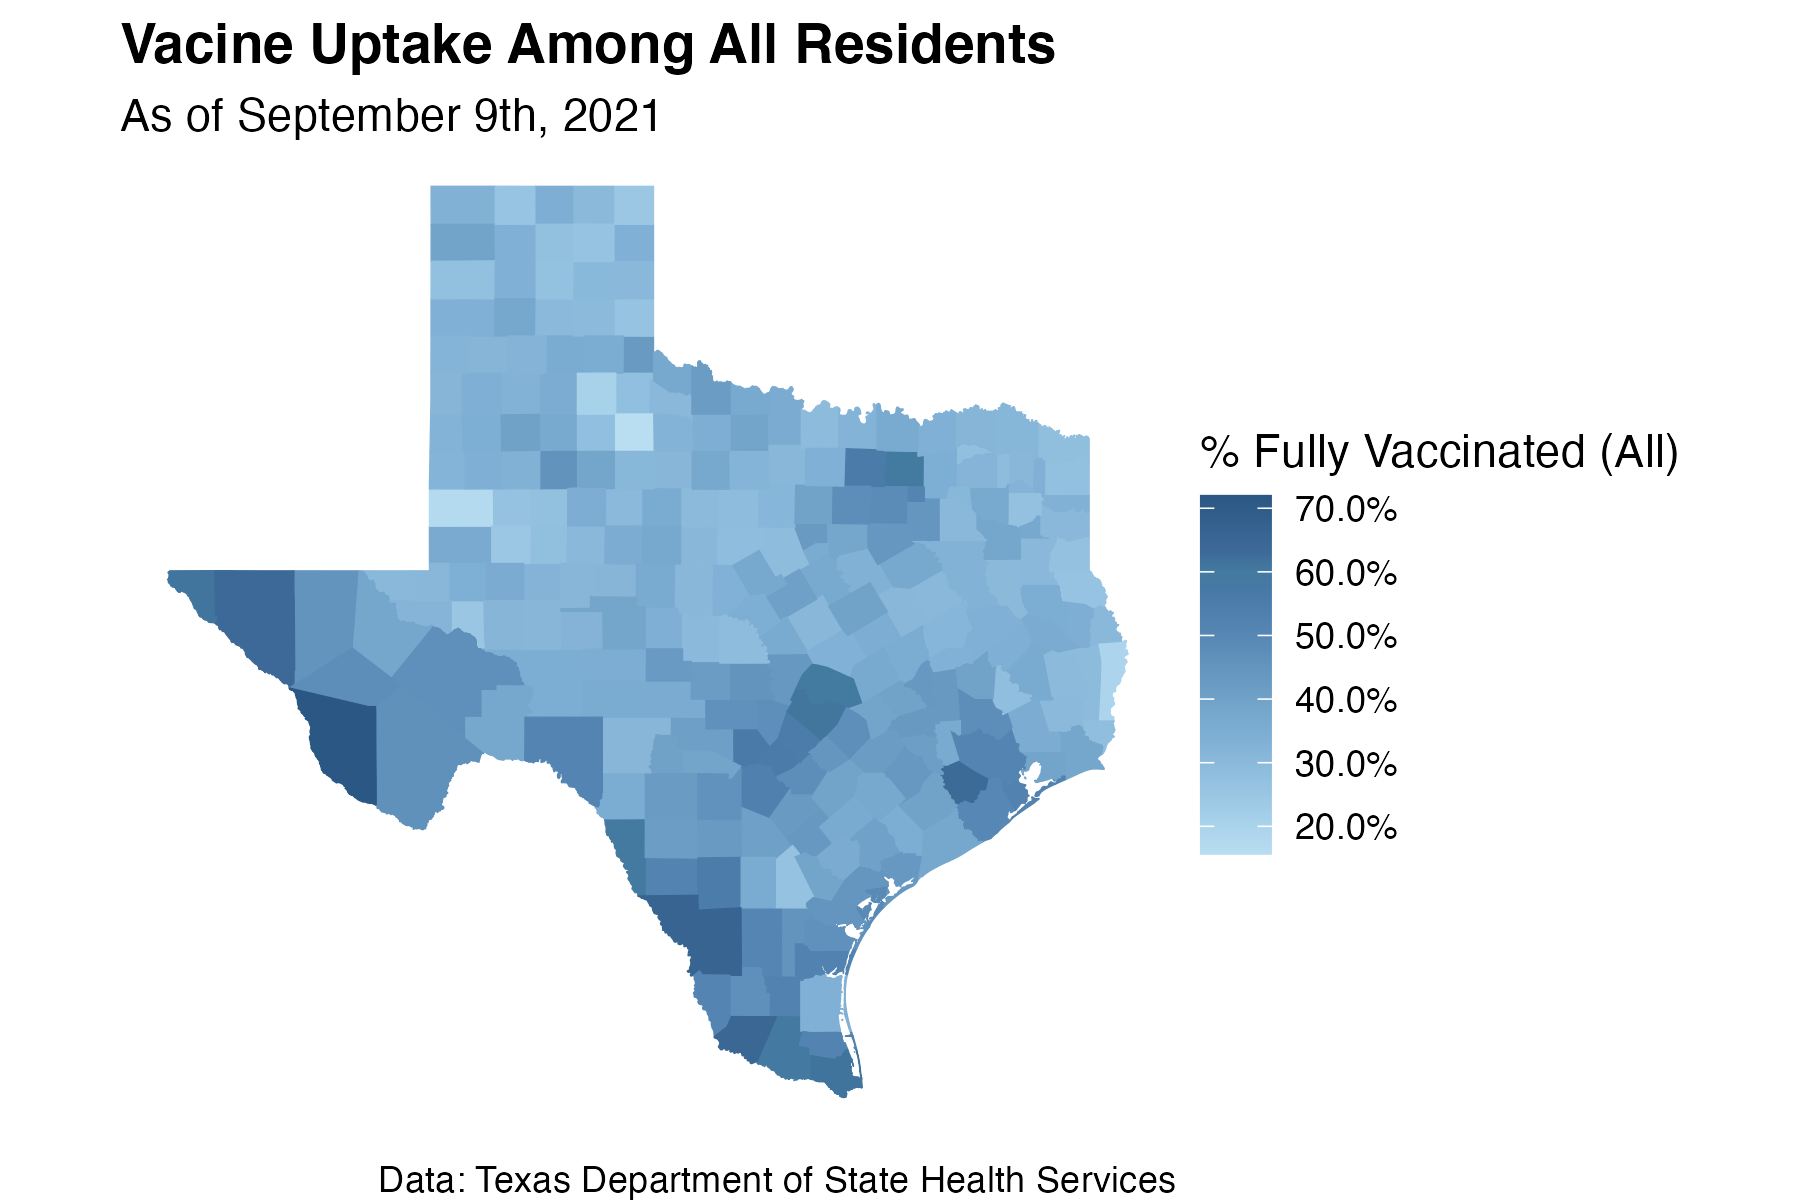 Vacine Uptake Among All Residents
As of September 9th, 2021
% Fully Vaccinated (All)
70.0%
60.0%
50.0%
40.0%
30.0%
20.0%
Data: Texas Department of State Health Services